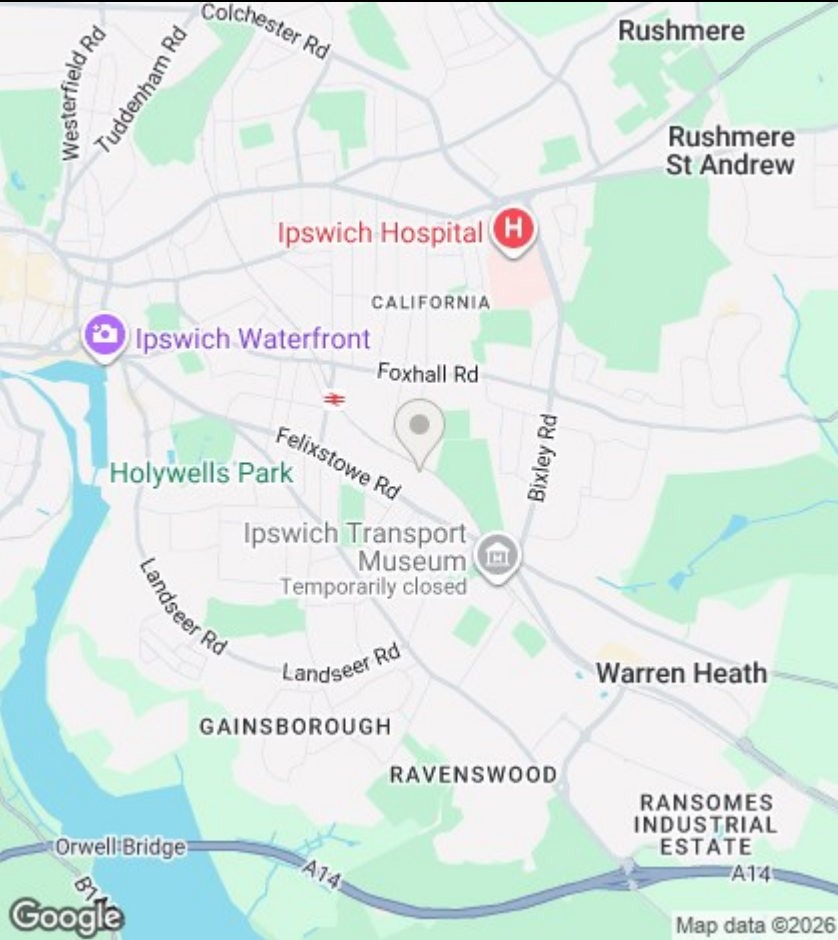 Colchester Rd
Rushmere
Westerfield Rd
Tuddenham Rd
Rushmere
St Andrew
Ipswich Hospital
H
CALIFORNIA
Ipswich Waterfront
Foxhall Rd
Felixstowe Rd
Bixley Rd
Holywells Park
Ipswich Transport
Museum
Temporarily closed
Landseer Rd
Landseer Rd
Warren Heath
GAINSBOROUGH
RAVENSWOOD
RANSOMES
INDUSTRIAL
ESTATE
Orwell Bridge
A14
A14
Google
Map data ©2026